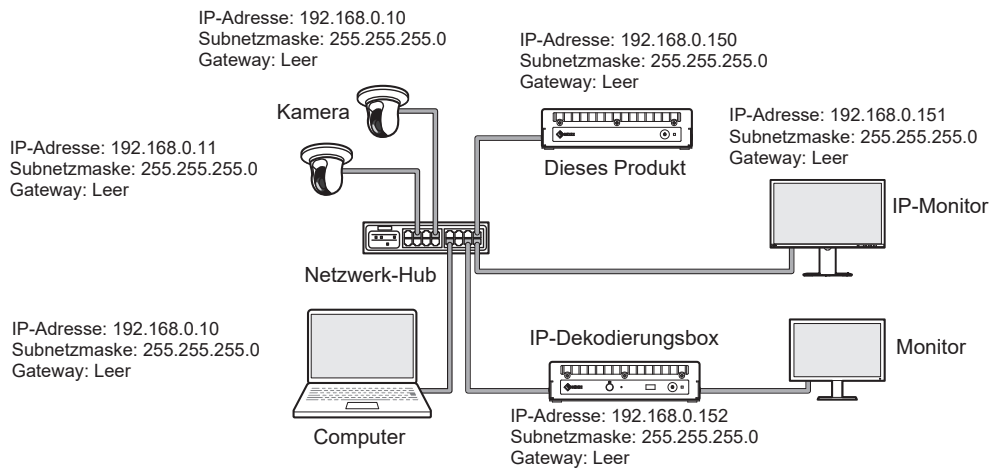 IP-Adresse: 192.168.0.10
Subnetzmaske: 255.255.255.0
Gateway: Leer
IP-Adresse: 192.168.0.150
Subnetzmaske: 255.255.255.0
Gateway: Leer
Kamera
IP-Adresse: 192.168.0.151
Subnetzmaske: 255.255.255.0
Gateway: Leer
IP-Adresse: 192.168.0.11
Subnetzmaske: 255.255.255.0
Gateway: Leer
Dieses Produkt
IP-Monitor
Netzwerk-Hub
IP-Adresse: 192.168.0.10
Subnetzmaske: 255.255.255.0
Gateway: Leer
IP-Dekodierungsbox
Monitor
Computer
IP-Adresse: 192.168.0.152
Subnetzmaske: 255.255.255.0
Gateway: Leer